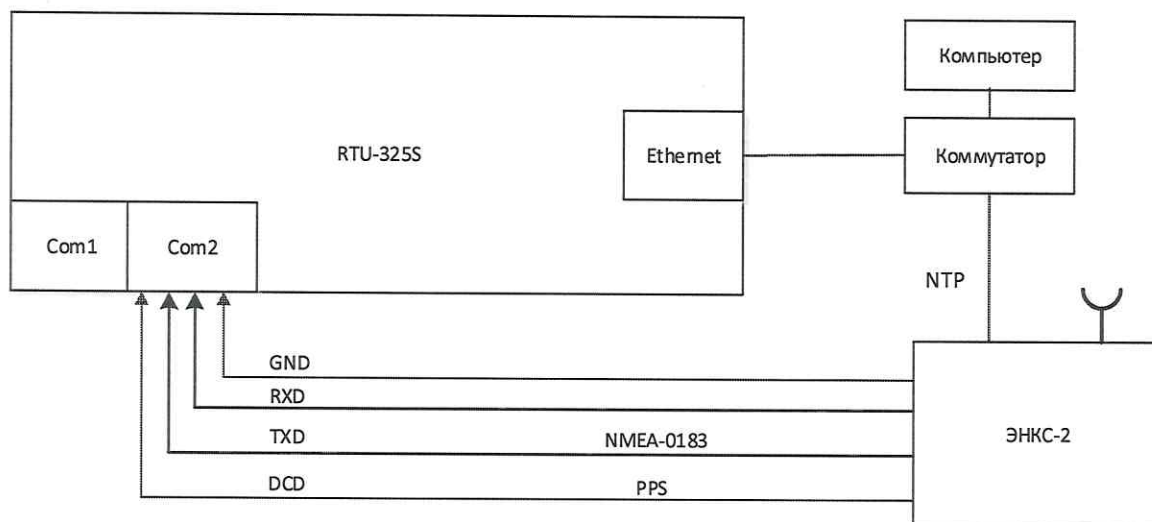 Компьютер
RTU-325S
Ethernet
Коммутатор
Com1
Com2
NTP
GND
RXD
TXD
NMEA-0183
ЭНКС-2
DCD
PPS